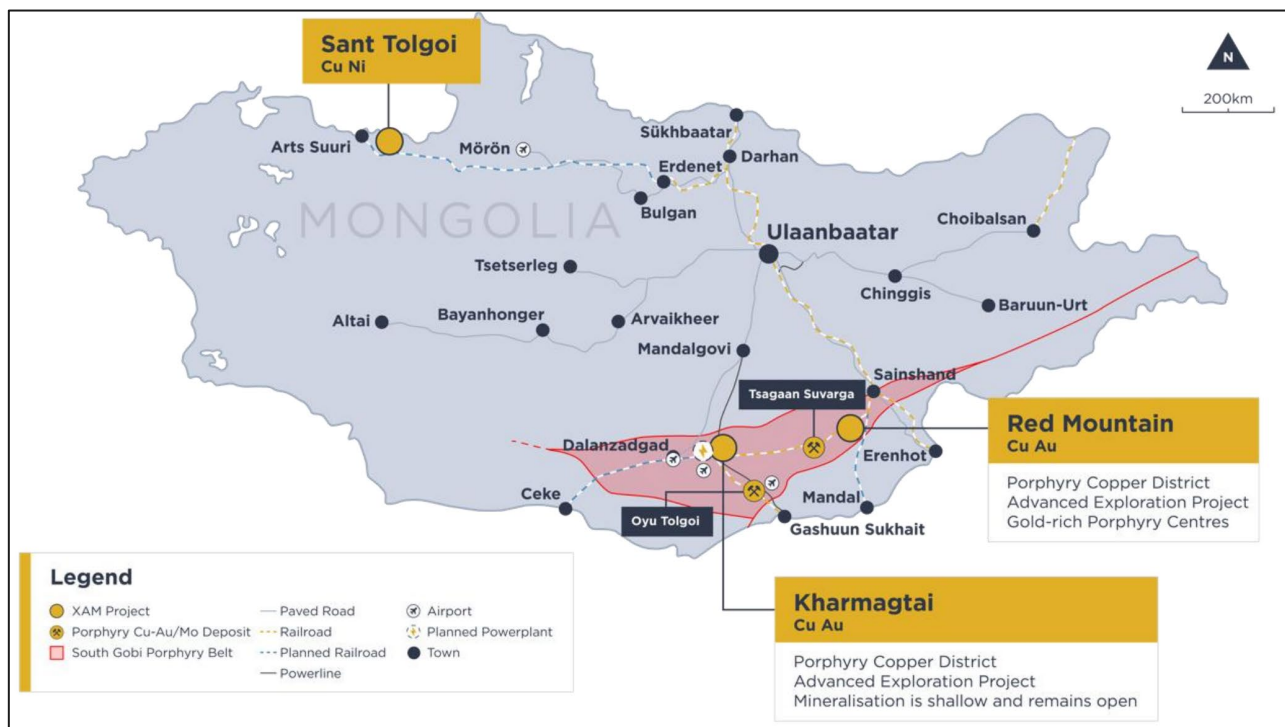 Sant Tolgoi
Cu Ni
N
200km
Sükhbaatar
Arts Suuri
Mörön
Darhan
Erdenet
Bulgan
MONGOLIA
Choibalsan
Ulaanbaatar
Tsetserleg
Chinggis
Baruun-Urt
Altai
Bayanhonger
Arvaikheer
Mandalgovi
Sainshand
Tsagaan Suvarga
Red Mountain
Cu Au
Porphyry Copper District
Advanced Exploration Project
Gold-rich Porphyry Centres
Dalanzadgad
Erenhot
Ceke
Mandal
Oyu Tolgoi
Gashuun Sukhait
Kharmagtai
Cu Au
Porphyry Copper District
Advanced Exploration Project
Mineralisation is shallow and remains open
Legend
XAM Project
Porphyry Cu-Au/Mo Deposit
South Gobi Porphyry Belt
Paved Road
Railroad
Planned Railroad
Powerline
Airport
Planned Powerplant
Town